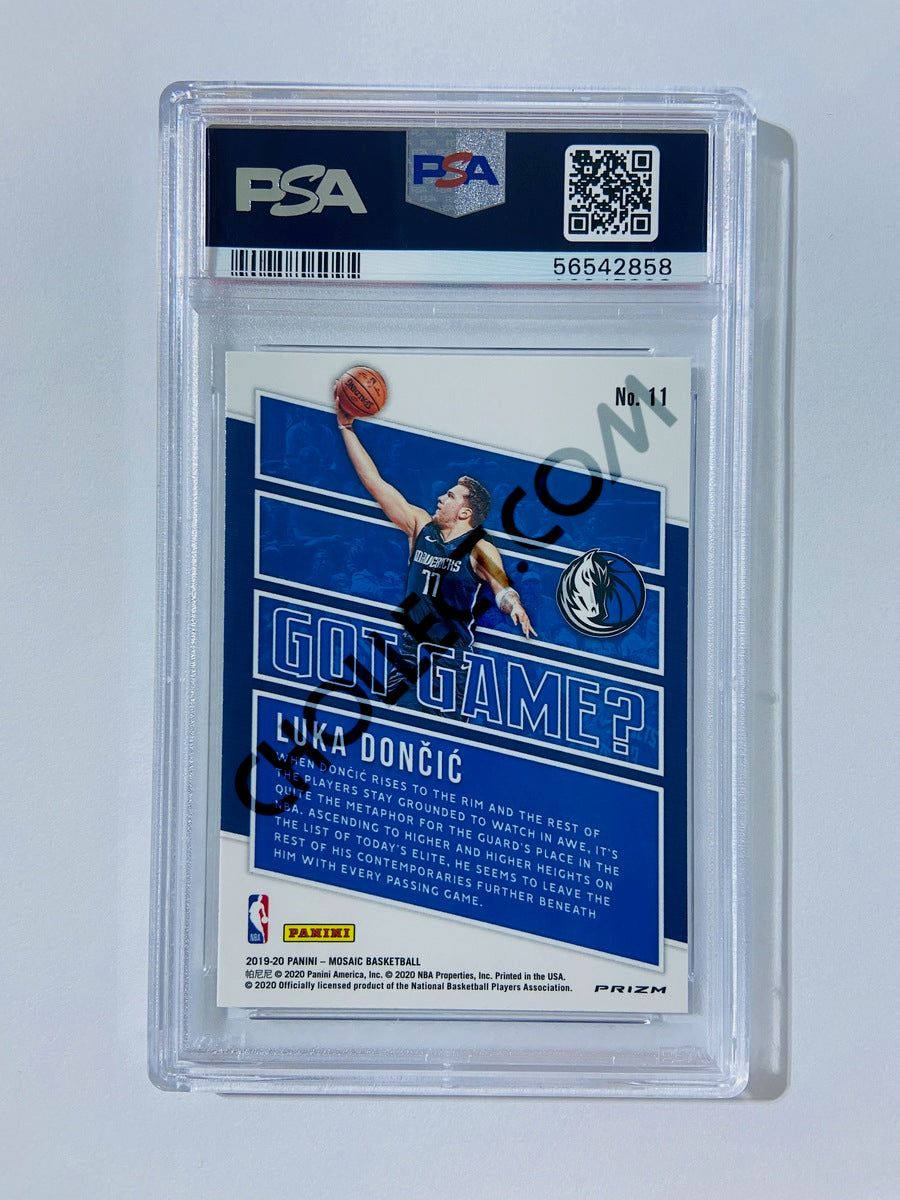 PSA
PSA
56542858
No. 11
MAVERICKS
77
GOT GAME?
LUKA DONČIĆ
WHEN DONČIĆ RISES TO THE RIM AND THE REST OF
THE PLAYERS STAY GROUNDED TO WATCH IN AWE, IT'S
QUITE THE METAPHOR FOR THE GUARD'S PLACE IN THE
NBA. ASCENDING TO HIGHER AND HIGHER HEIGHTS ON
THE LIST OF TODAY'S ELITE, HE SEEMS TO LEAVE THE
REST OF HIS CONTEMPORARIES FURTHER BENEATH
HIM WITH EVERY PASSING GAME.
NBA
PANINI
2019-20 PANINI – MOSAIC BASKETBALL
帕尼尼 © 2020 Panini America, Inc. © 2020 NBA Properties, Inc. Printed in the USA.
© 2020 Officially licensed product of the National Basketball Players Association.
PRIZM